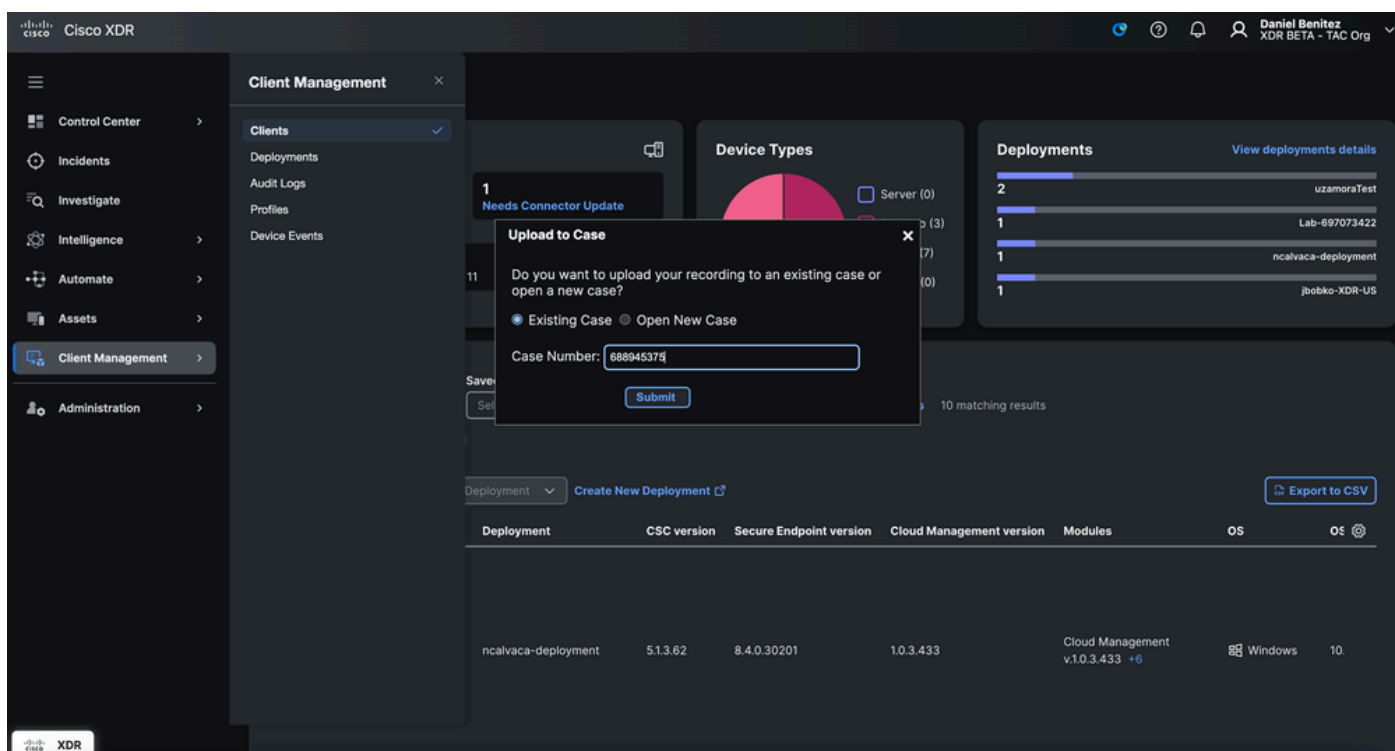 cisco Cisco XDR
Daniel Benitez
XDR BETA - TAC Org
Control Center
Incidents
Investigate
Intelligence
Automate
Assets
Client Management
Administration
Client Management
Clients
Deployments
Audit Logs
Profiles
Device Events
1
Needs Connector Update
11
Device Types
Server (0)
(3)
(7)
(0)
Deployments
View deployments details
2
uzamoraTest
1
Lab-697073422
1
ncalvaca-deployment
1
jbobko-XDR-US
Upload to Case
Do you want to upload your recording to an existing case or
open a new case?
Existing Case Open New Case
Case Number: 688945375
Submit
10 matching results
Deployment Create New Deployment
Export to CSV
Deployment CSC version Secure Endpoint version Cloud Management version Modules OS
ncalvaca-deployment 5.1.3.62 8.4.0.30201 1.0.3.433
Cloud Management
v.1.0.3.433 +6
Windows 10.
cisco XDR